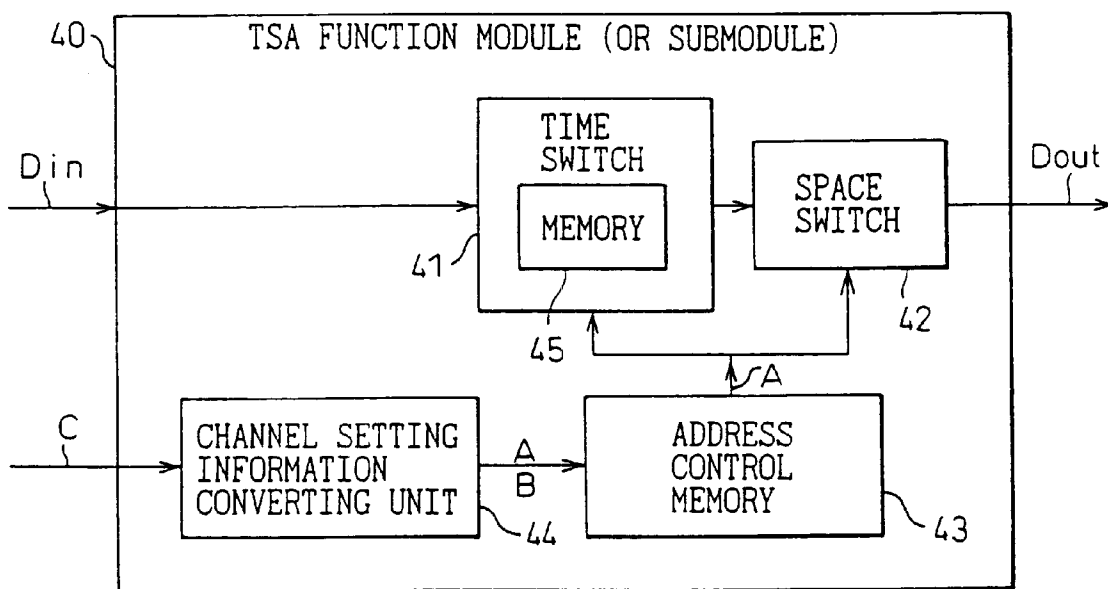 40
TSA FUNCTION MODULE (OR SUBMODULE)
Din
TIME
SWITCH
MEMORY
41
45
SPACE
SWITCH
42
Dout
A
C
CHANNEL SETTING
INFORMATION
CONVERTING UNIT
44
A
B
ADDRESS
CONTROL
MEMORY
43